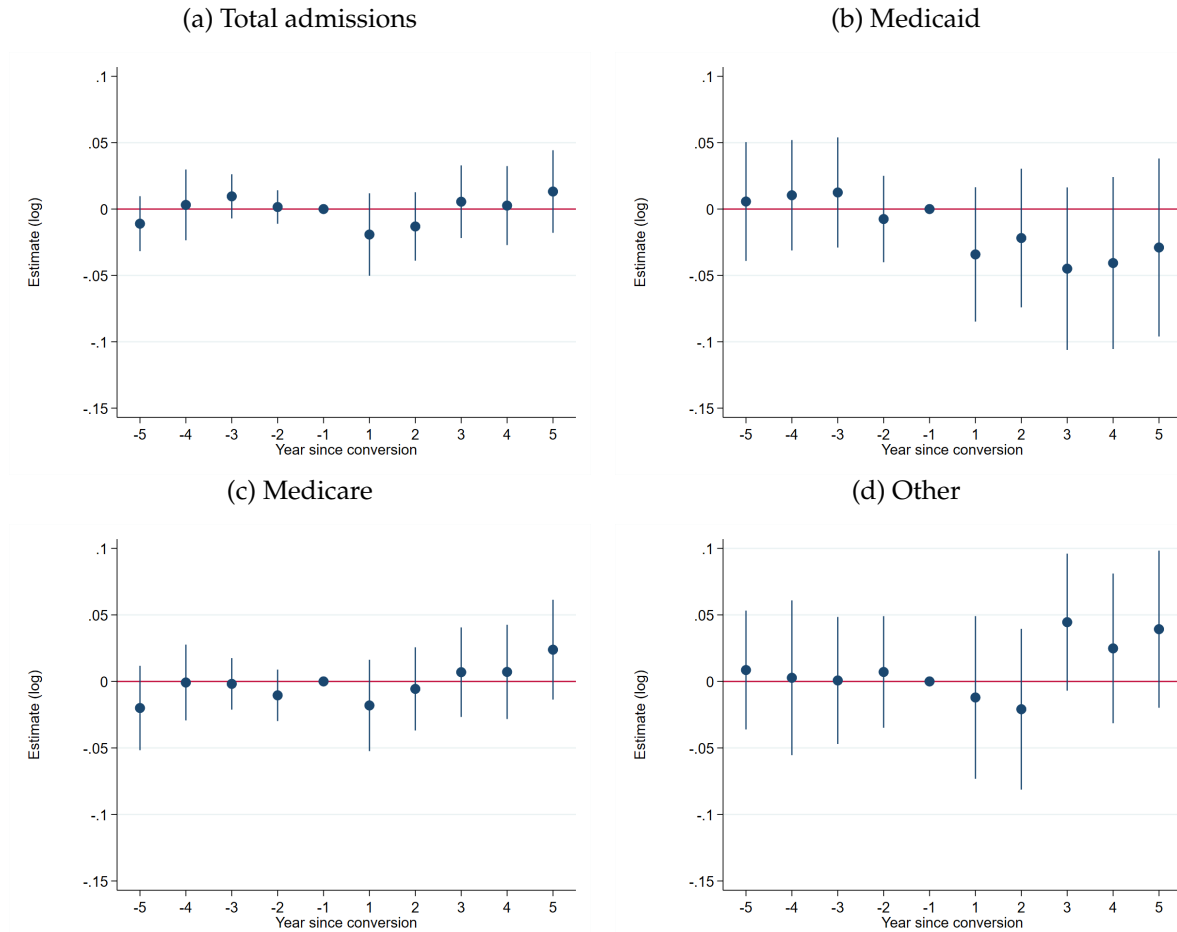 (a) Total admissions
.1
.05
0
-.05
-.1
-.15
Estimate (log)
-5 -4 -3 -2 -1 1 2 3 4 5
Year since conversion
(b) Medicaid
.1
.05
0
-.05
-.1
-.15
Estimate (log)
-5 -4 -3 -2 -1 1 2 3 4 5
Year since conversion
(c) Medicare
.1
.05
0
-.05
-.1
-.15
Estimate (log)
-5 -4 -3 -2 -1 1 2 3 4 5
Year since conversion
(d) Other
.1
.05
0
-.05
-.1
-.15
Estimate (log)
-5 -4 -3 -2 -1 1 2 3 4 5
Year since conversion